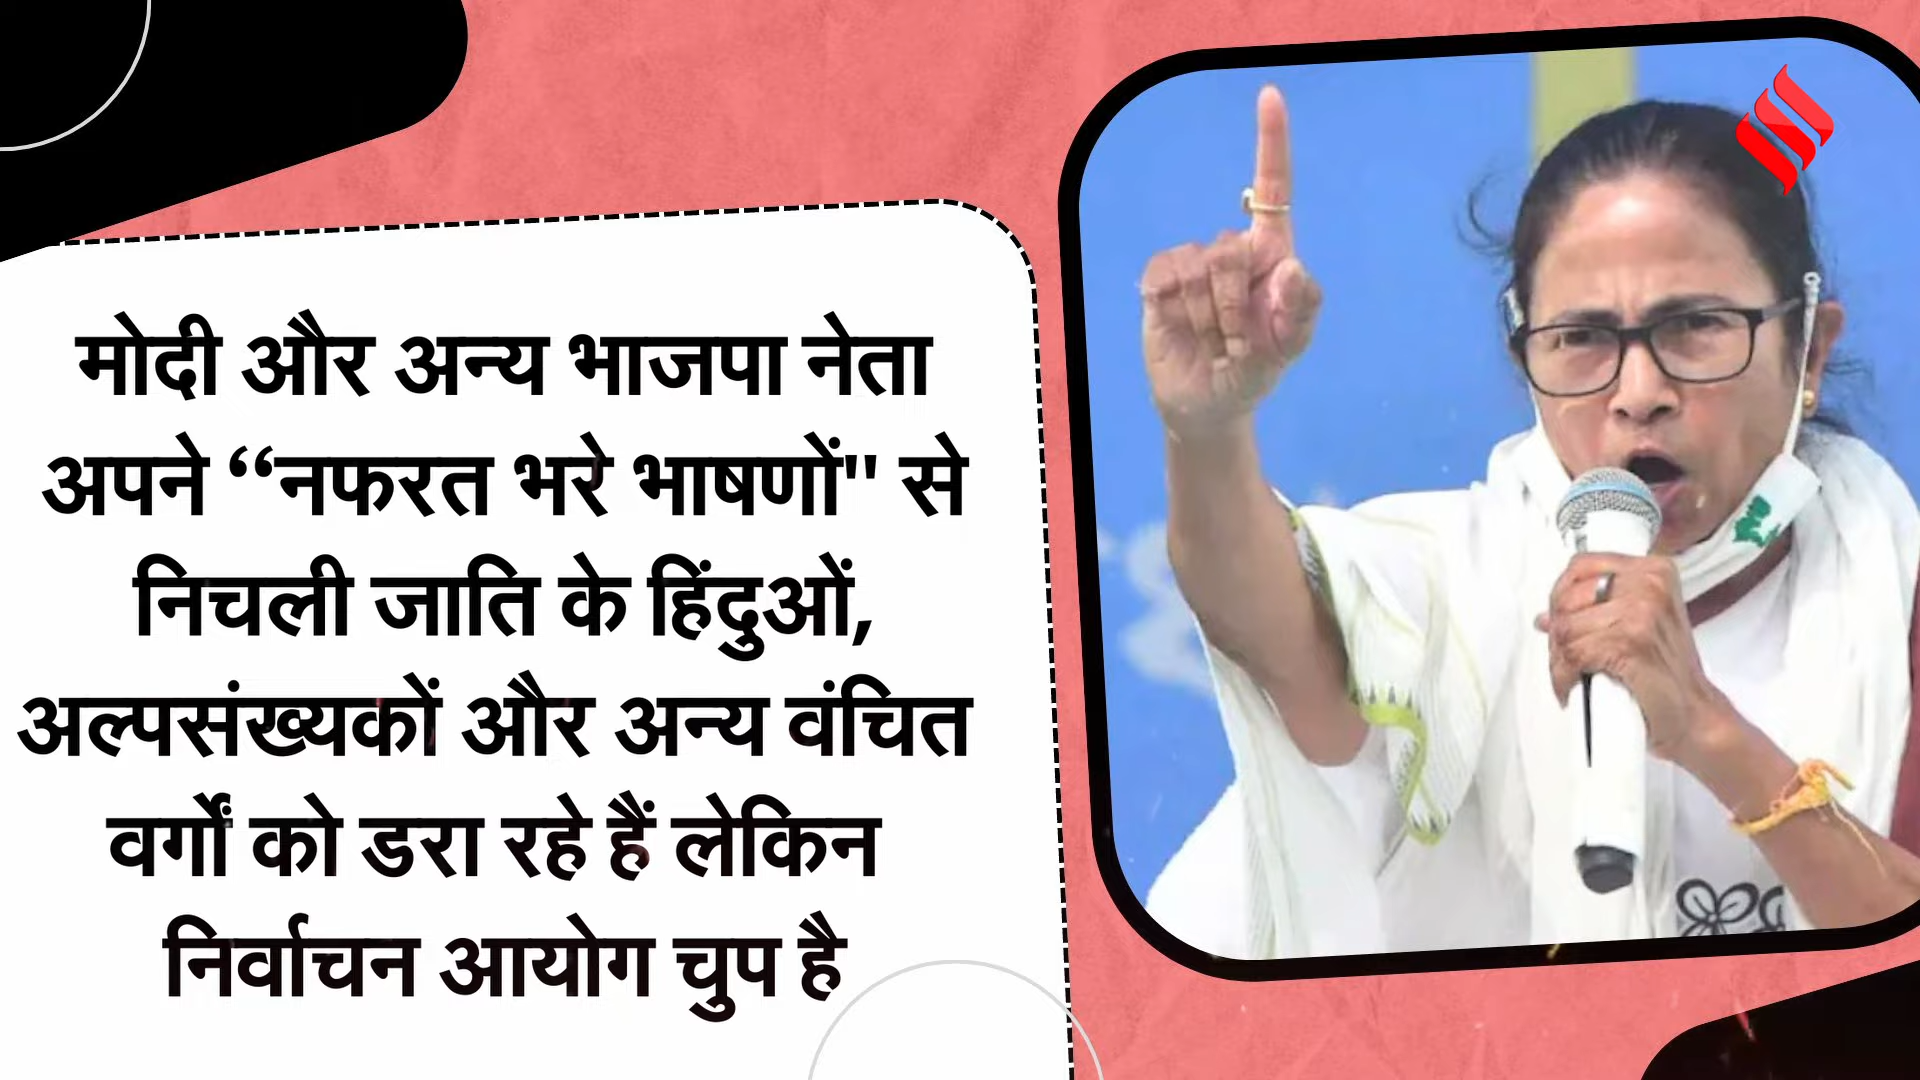 मोदी और अन्य भाजपा नेता
अपने “नफरत भरे भाषणों" से
निचली जाति के हिंदुओं,
अल्पसंख्यकों और अन्य वंचित
वर्गों को डरा रहे हैं लेकिन
निर्वाचन आयोग चुप है